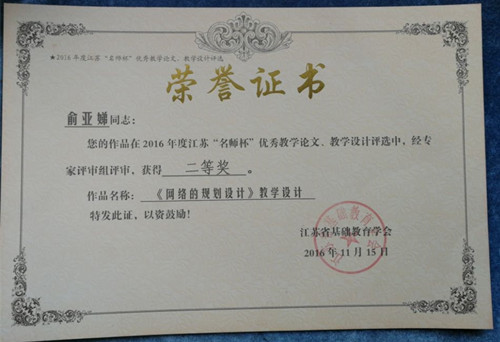 ★2016年度江苏“名师杯”优秀教学论文、教学设计评选
荣誉证书
俞亚娣同志：
您的作品在2016年度江苏“名师杯”优秀教学论文、教学设计评选中，经专
家评审组评审，获得 二等奖 。
作品名称：《网络的规划设计》教学设计
特发此证，以资鼓励！
江苏省基础教育学会
2016年11月15日